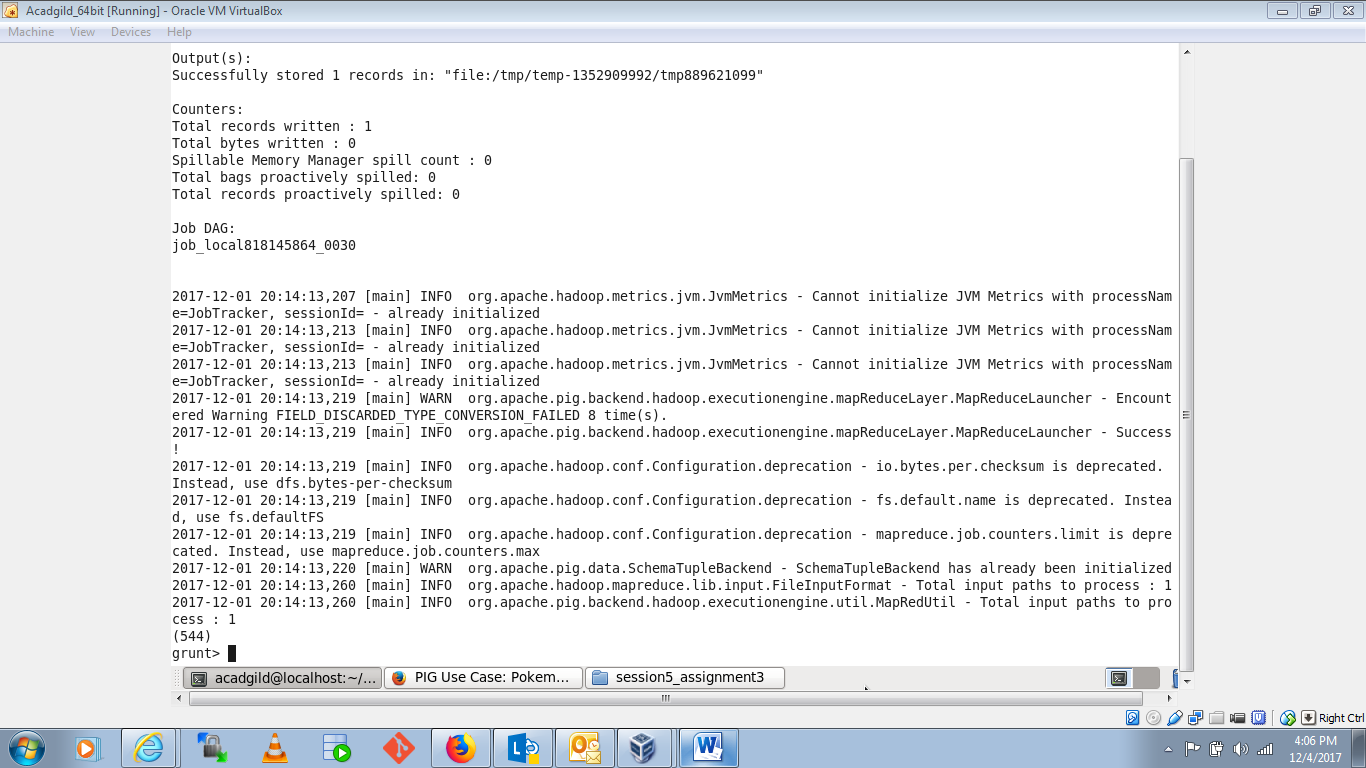 Acadgild_64bit [Running] - Oracle VM VirtualBox
Machine View Devices Help
Output(s):
Successfully stored 1 records in: "file:/tmp/temp-1352909992/tmp889621099"
Counters:
Total records written : 1
Total bytes written : 0
Spillable Memory Manager spill count : 0
Total bags proactively spilled: 0
Total records proactively spilled: 0
Job DAG:
job_local818145864_0030
2017-12-01 20:14:13,207 [main] INFO  org.apache.hadoop.metrics.jvm.JvmMetrics - Cannot initialize JVM Metrics with processNam
e=JobTracker, sessionId= - already initialized
2017-12-01 20:14:13,213 [main] INFO  org.apache.hadoop.metrics.jvm.JvmMetrics - Cannot initialize JVM Metrics with processNam
e=JobTracker, sessionId= - already initialized
2017-12-01 20:14:13,213 [main] INFO  org.apache.hadoop.metrics.jvm.JvmMetrics - Cannot initialize JVM Metrics with processNam
e=JobTracker, sessionId= - already initialized
2017-12-01 20:14:13,219 [main] WARN  org.apache.pig.backend.hadoop.executionengine.mapReduceLayer.MapReduceLauncher - Encount
ered Warning FIELD_DISCARDED_TYPE_CONVERSION_FAILED 8 time(s).
2017-12-01 20:14:13,219 [main] INFO  org.apache.pig.backend.hadoop.executionengine.mapReduceLayer.MapReduceLauncher - Success
!
2017-12-01 20:14:13,219 [main] INFO  org.apache.hadoop.conf.Configuration.deprecation - io.bytes.per.checksum is deprecated.
Instead, use dfs.bytes-per-checksum
2017-12-01 20:14:13,219 [main] INFO  org.apache.hadoop.conf.Configuration.deprecation - fs.default.name is deprecated. Instea
d, use fs.defaultFS
2017-12-01 20:14:13,219 [main] INFO  org.apache.hadoop.conf.Configuration.deprecation - mapreduce.job.counters.limit is depre
cated. Instead, use mapreduce.job.counters.max
2017-12-01 20:14:13,220 [main] WARN  org.apache.pig.data.SchemaTupleBackend - SchemaTupleBackend has already been initialized
2017-12-01 20:14:13,260 [main] INFO  org.apache.hadoop.mapreduce.lib.input.FileInputFormat - Total input paths to process : 1
2017-12-01 20:14:13,260 [main] INFO  org.apache.pig.backend.hadoop.executionengine.util.MapRedUtil - Total input paths to pro
cess : 1
(544)
grunt>
acadgild@localhost:~/... PIG Use Case: Pokem... session5_assignment3
Right Ctrl
4:06 PM
12/4/2017